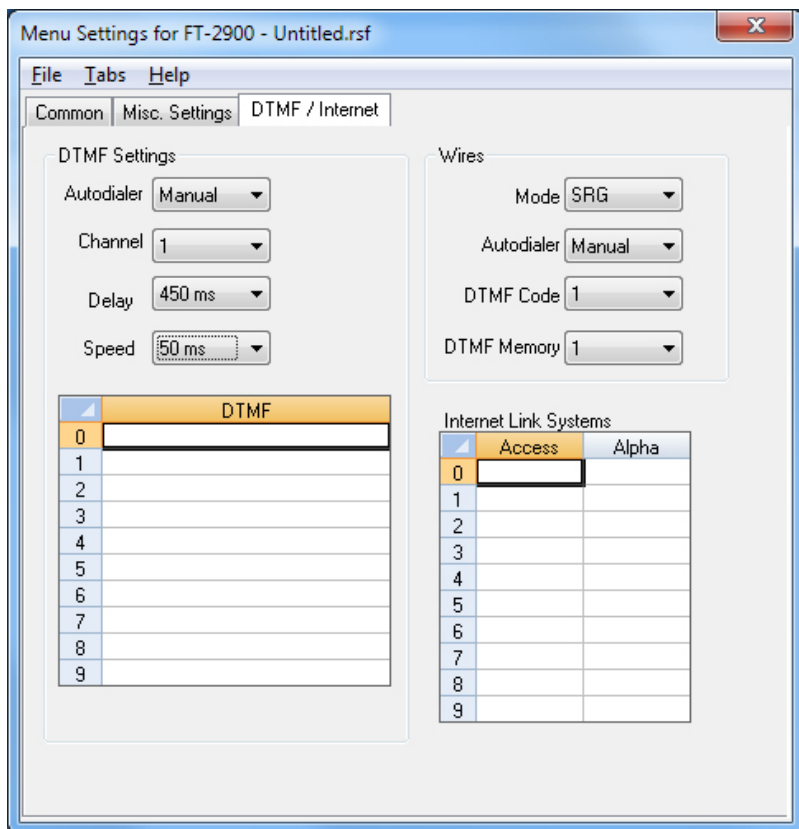 Menu Settings for FT-2900 - Untitled.rsf
x
File Tabs Help
Common Misc. Settings DTMF / Internet
DTMF Settings
Autodialer Manual
Channel 1
Delay 450 ms
Speed 50 ms
DTMF
0
1
2
3
4
5
6
7
8
9
Wires
Mode SRG
Autodialer Manual
DTMF Code 1
DTMF Memory 1
Internet Link Systems
Access Alpha
0
1
2
3
4
5
6
7
8
9